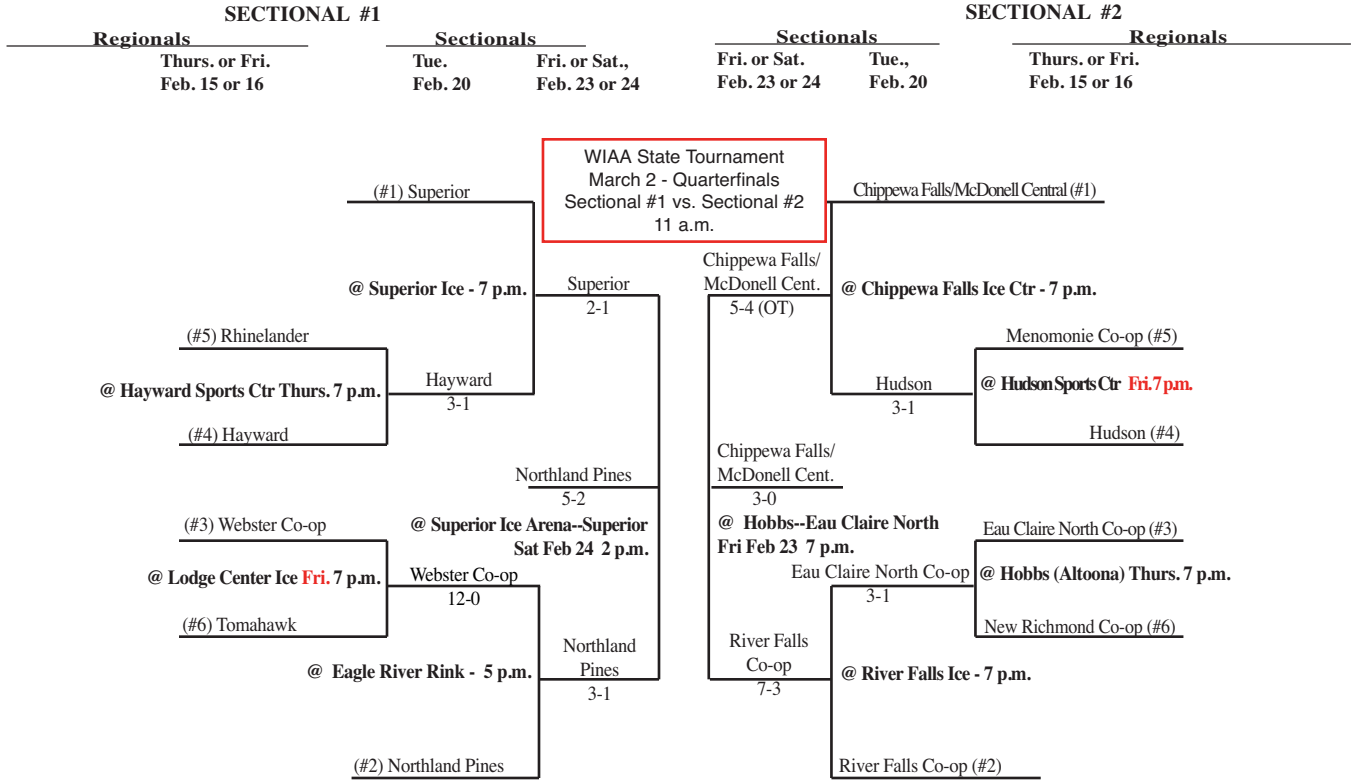 SECTIONAL #1
Regionals
Sectionals
Thurs. or Fri.
Feb. 15 or 16
Tue.
Feb. 20
Fri. or Sat.,
Feb. 23 or 24
SECTIONAL #2
Sectionals
Regionals
Fri. or Sat.
Feb. 23 or 24
Tue.,
Feb. 20
Thurs. or Fri.
Feb. 15 or 16
WIAA State Tournament
March 2 - Quarterfinals
Sectional #1 vs. Sectional #2
11 a.m.
(#1) Superior
@ Superior Ice - 7 p.m.
Superior
2-1
(#5) Rhinelander
@ Hayward Sports Ctr Thurs. 7 p.m.
Hayward
3-1
(#4) Hayward
Northland Pines
5-2
@ Superior Ice Arena--Superior
Sat Feb 24 2 p.m.
(#3) Webster Co-op
@ Lodge Center Ice Fri. 7 p.m.
Webster Co-op
12-0
(#6) Tomahawk
@ Eagle River Rink - 5 p.m.
Northland
Pines
3-1
(#2) Northland Pines
Chippewa Falls/McDonell Central (#1)
Chippewa Falls/
McDonell Cent.
5-4 (OT)
@ Chippewa Falls Ice Ctr - 7 p.m.
Menomonie Co-op (#5)
Hudson
3-1
@ Hudson Sports Ctr Fri. 7 p.m.
Hudson (#4)
Chippewa Falls/
McDonell Cent.
3-0
@ Hobbs--Eau Claire North
Fri Feb 23 7 p.m.
Eau Claire North Co-op (#3)
Eau Claire North Co-op
3-1
@ Hobbs (Altoona) Thurs. 7 p.m.
New Richmond Co-op (#6)
River Falls
Co-op
7-3
@ River Falls Ice - 7 p.m.
River Falls Co-op (#2)